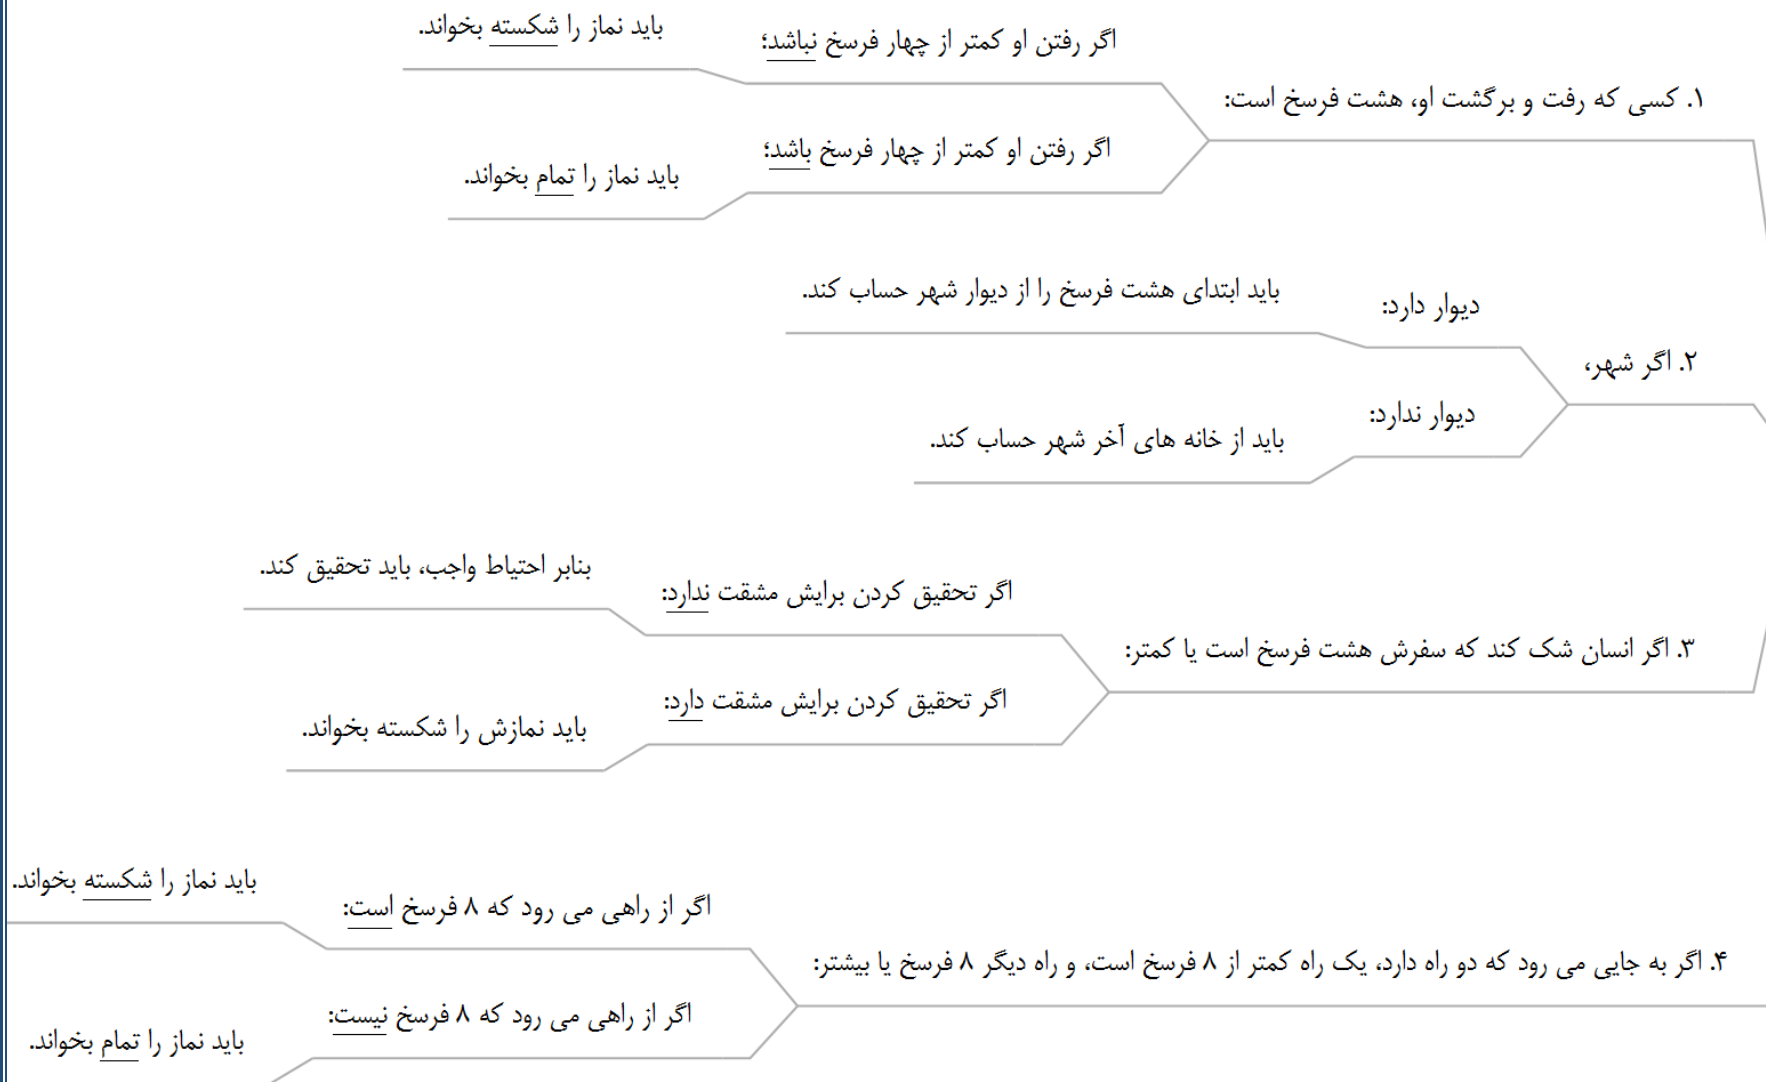 ۱. کسی که رفت و برگشت او، هشت فرسخ است:
اگر رفتن او کمتر از چهار فرسخ نباشد؛
باید نماز را شکسته بخواند.
اگر رفتن او کمتر از چهار فرسخ باشد؛
باید نماز را تمام بخواند.
۲. اگر شهر،
دیوار دارد:
باید ابتدای هشت فرسخ را از دیوار شهر حساب کند.
دیوار ندارد:
باید از خانه های آخر شهر حساب کند.
۳. اگر انسان شک کند که سفرش هشت فرسخ است یا کمتر:
اگر تحقیق کردن برایش مشقت ندارد:
بنابر احتیاط واجب، باید تحقیق کند.
اگر تحقیق کردن برایش مشقت دارد:
باید نمازش را شکسته بخواند.
۴. اگر به جایی می رود که دو راه دارد، یک راه کمتر از ۸ فرسخ است، و راه دیگر ۸ فرسخ یا بیشتر:
اگر از راهی می رود که ۸ فرسخ است:
باید نماز را شکسته بخواند.
اگر از راهی می رود که ۸ فرسخ نیست:
باید نماز را تمام بخواند.